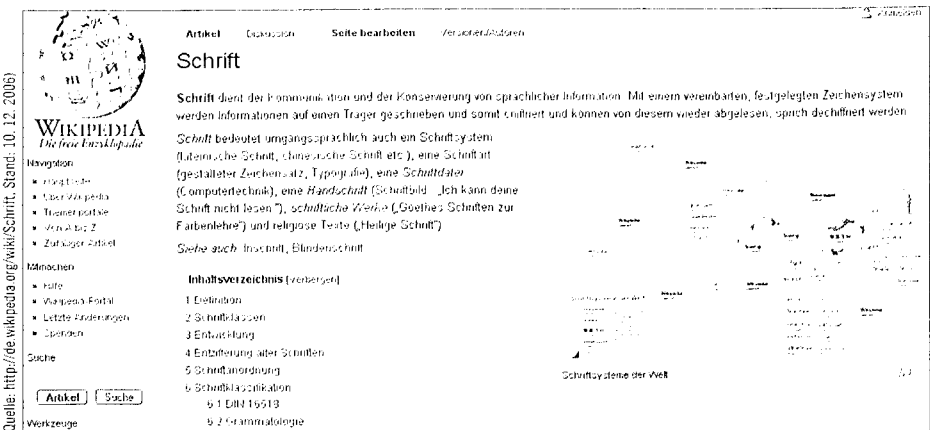 Quelle: http://de.wikipedia.org/wiki/Schrift, Stand: 10. 12. 2006)
Anmelden
Artikel Diskussion Seite bearbeiten Versionen/Autoren
Schrift
Schrift dient der Kommunikation und der Konservierung von sprachlicher Information. Mit einem vereinbarten, festgelegten Zeichensystem
werden Informationen auf einen Träger geschrieben und somit chiffriert und können von diesem wieder abgelesen, sprich dechiffriert werden
WIKIPEDIA
Die freie Enzyklopädie
Schrift bedeutet umgangssprachlich auch ein Schriftsystem
(lateinische Schrift, chinesische Schrift etc.), eine Schriftart
(gestalteter Zeichensatz, Typografie), eine Schriftdatei
(Computertechnik), eine Handschrift (Schriftbild: „Ich kann deine
Schrift nicht lesen."), schriftliche Werke („Goethes Schriften zur
Farbenlehre") und religiöse Texte („Heilige Schrift")
Siehe auch: Inschrift, Blindenschrift
Navigation
Hauptseite
Über Wikipedia
Themenportale
Von A bis Z
Zufälliger Artikel
Mitmachen
Hilfe
Wikipedia-Portal
Letzte Änderungen
Spenden
Suche
Artikel Suche
Werkzeuge
Inhaltsverzeichnis [Verbergen]
1 Definition
2 Schriftklassen
3 Entwicklung
4 Entzifferung alter Schriften
5 Schriftanordnung
6 Schriftklassifikation
6.1 DIN 16518
6.2 Grammatologie
Schriftsysteme der Welt